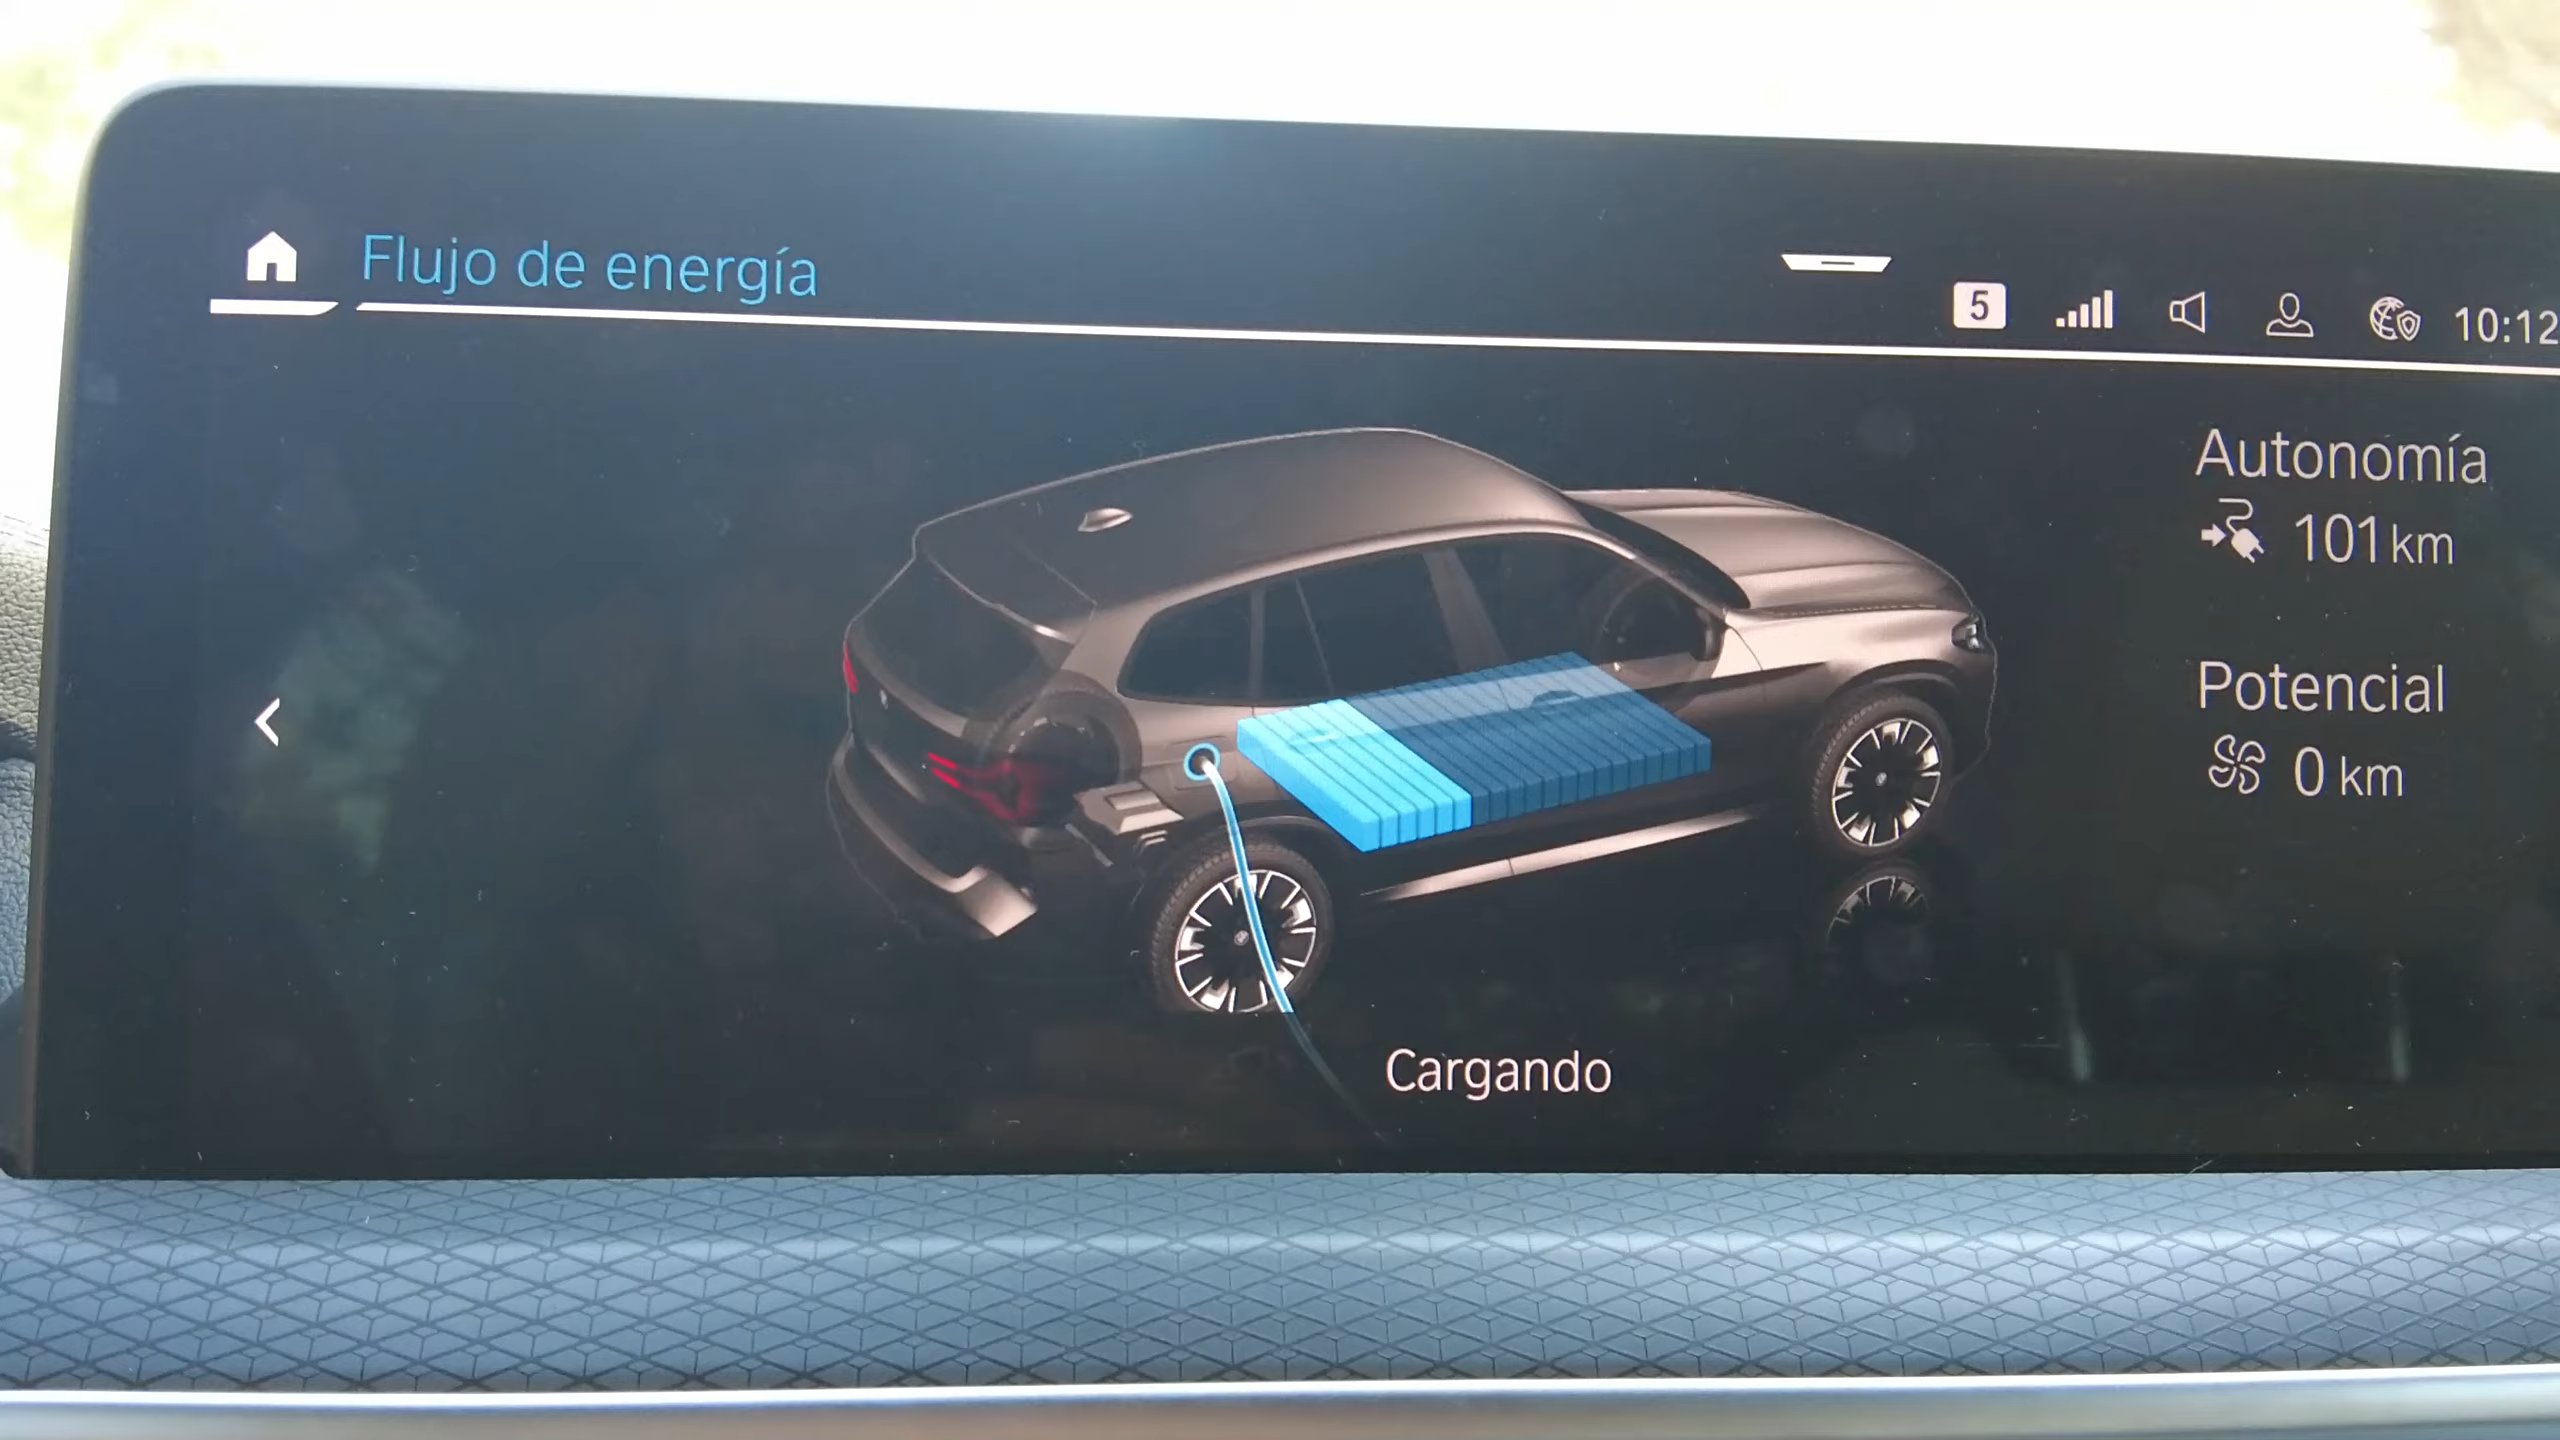 Flujo de energía
5
10:12
Autonomía
101 km
Potencial
0 km
Cargando